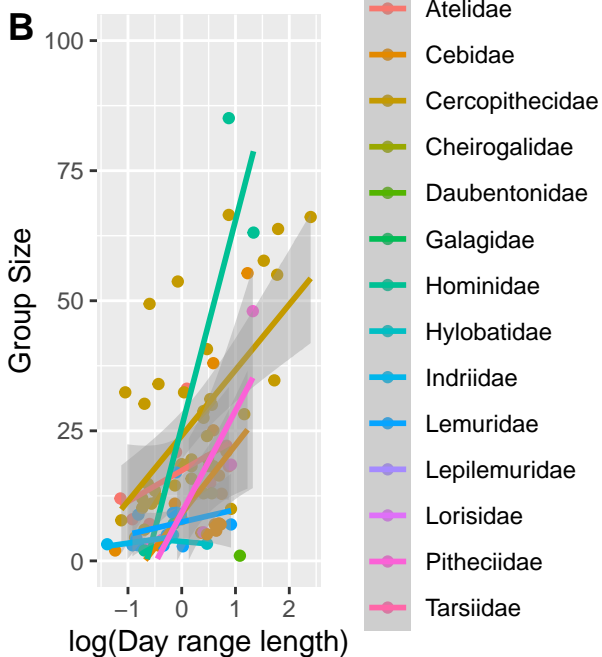 B
100
75
50
25
0
Group Size
−1 0 1 2
log(Day range length)
Atelidae
Cebidae
Cercopithecidae
Cheirogalidae
Daubentonidae
Galagidae
Hominidae
Hylobatidae
Indriidae
Lemuridae
Lepilemuridae
Lorisidae
Pitheciidae
Tarsiidae